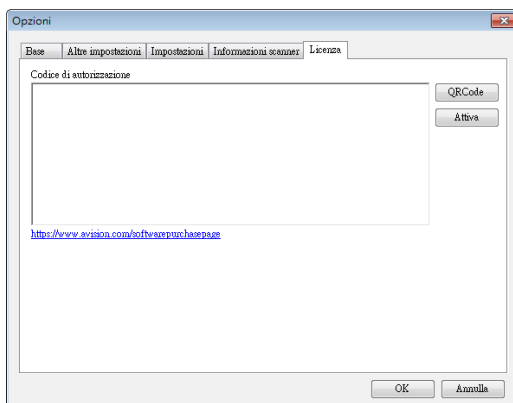 Opzioni
Base Altre impostazioni Impostazioni Informazioni scanner Licenza
Codice di autorizzazione
QRCode
Attiva
https://www.avision.com/softwarepurchasepage
OK Annulla